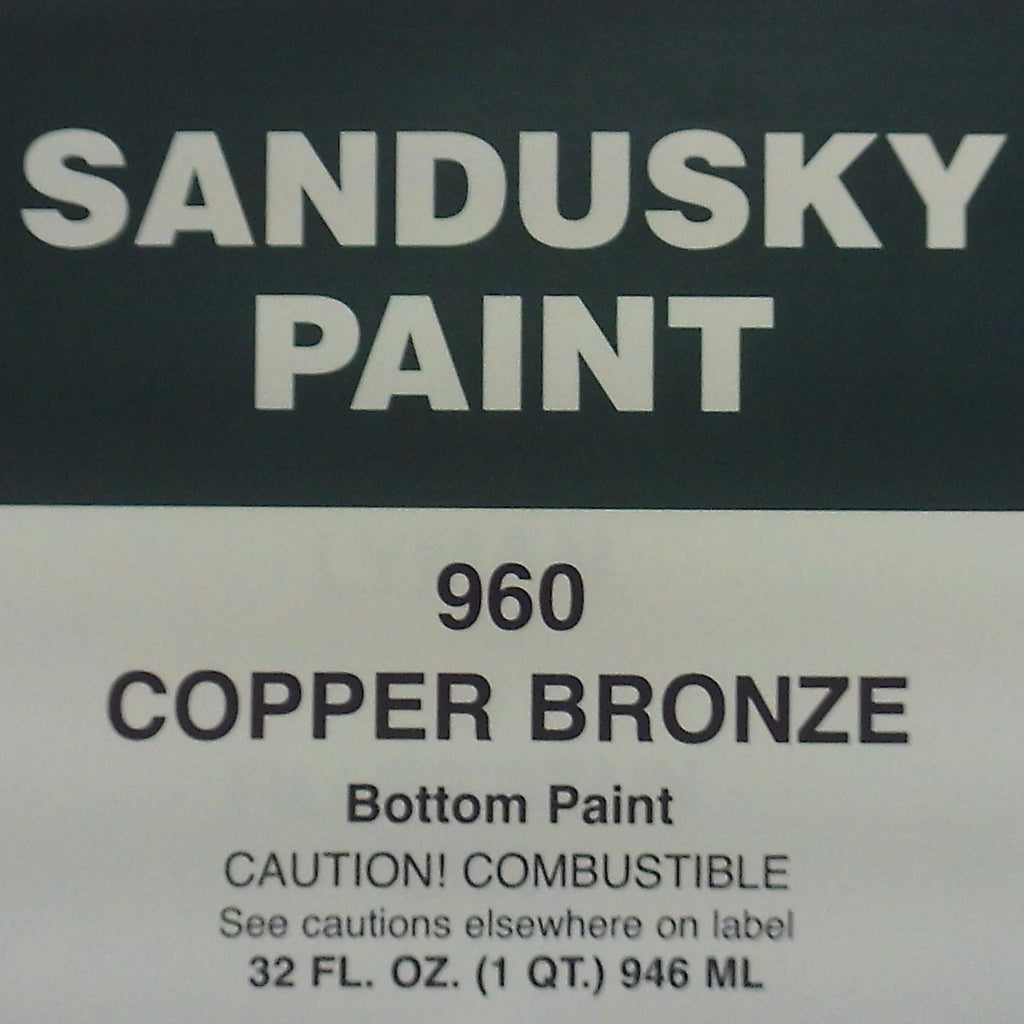 SANDUSKY
PAINT
960
COPPER BRONZE
Bottom Paint
CAUTION! COMBUSTIBLE
See cautions elsewhere on label
32 FL. OZ. (1 QT.) 946 ML